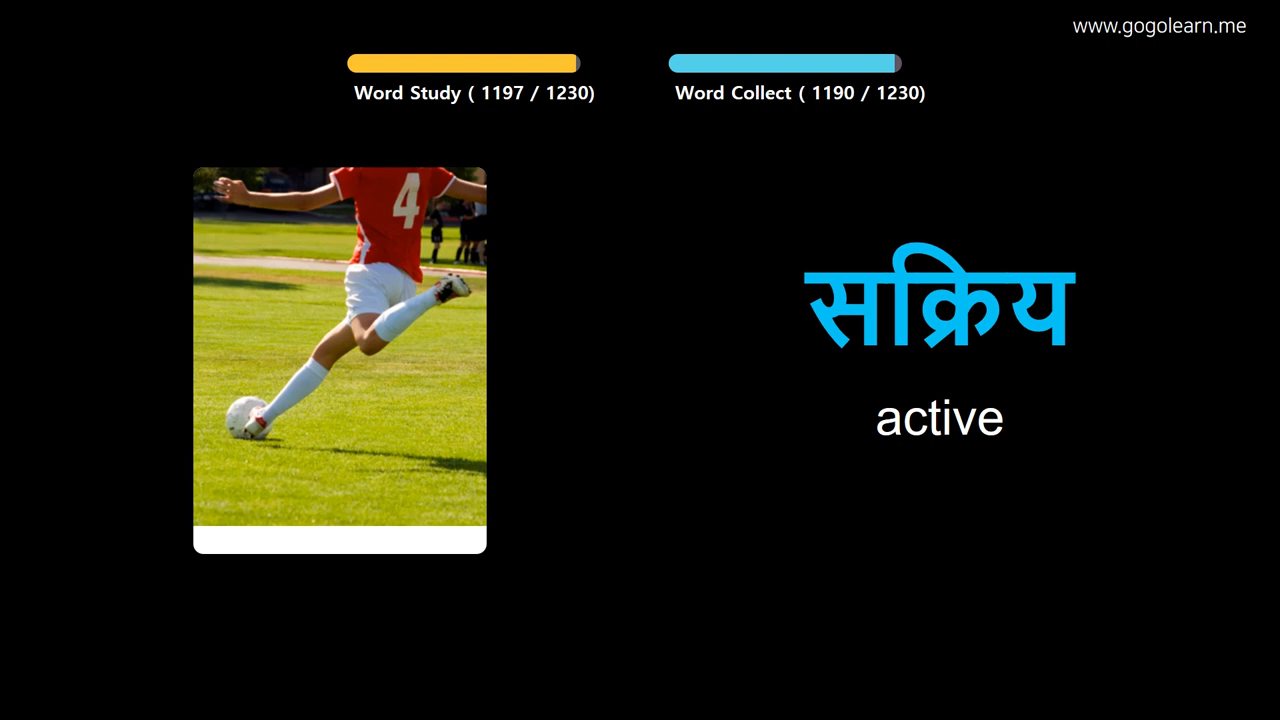 www.gogolearn.me
Word Study ( 1197 / 1230)
Word Collect ( 1190 / 1230)
4
सक्रिय
active